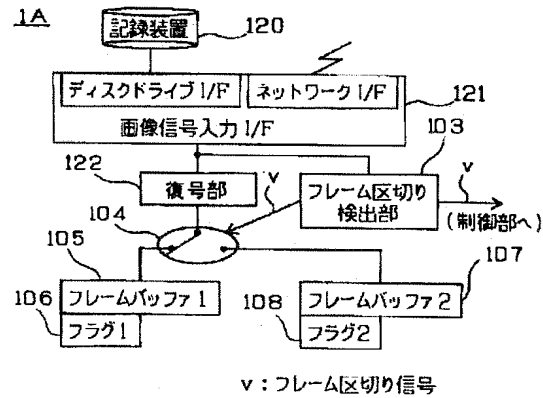 1A
記録装置
120
ディスクドライブ I/F
ネットワーク I/F
画像信号入力 I/F
121
103
122
復号部
v
フレーム区切り
検出部
v
(制御部へ)
104
105
107
フレームバッファ 1
フレームバッファ 2
106
フラグ1
108
フラグ2
v:フレーム区切り信号